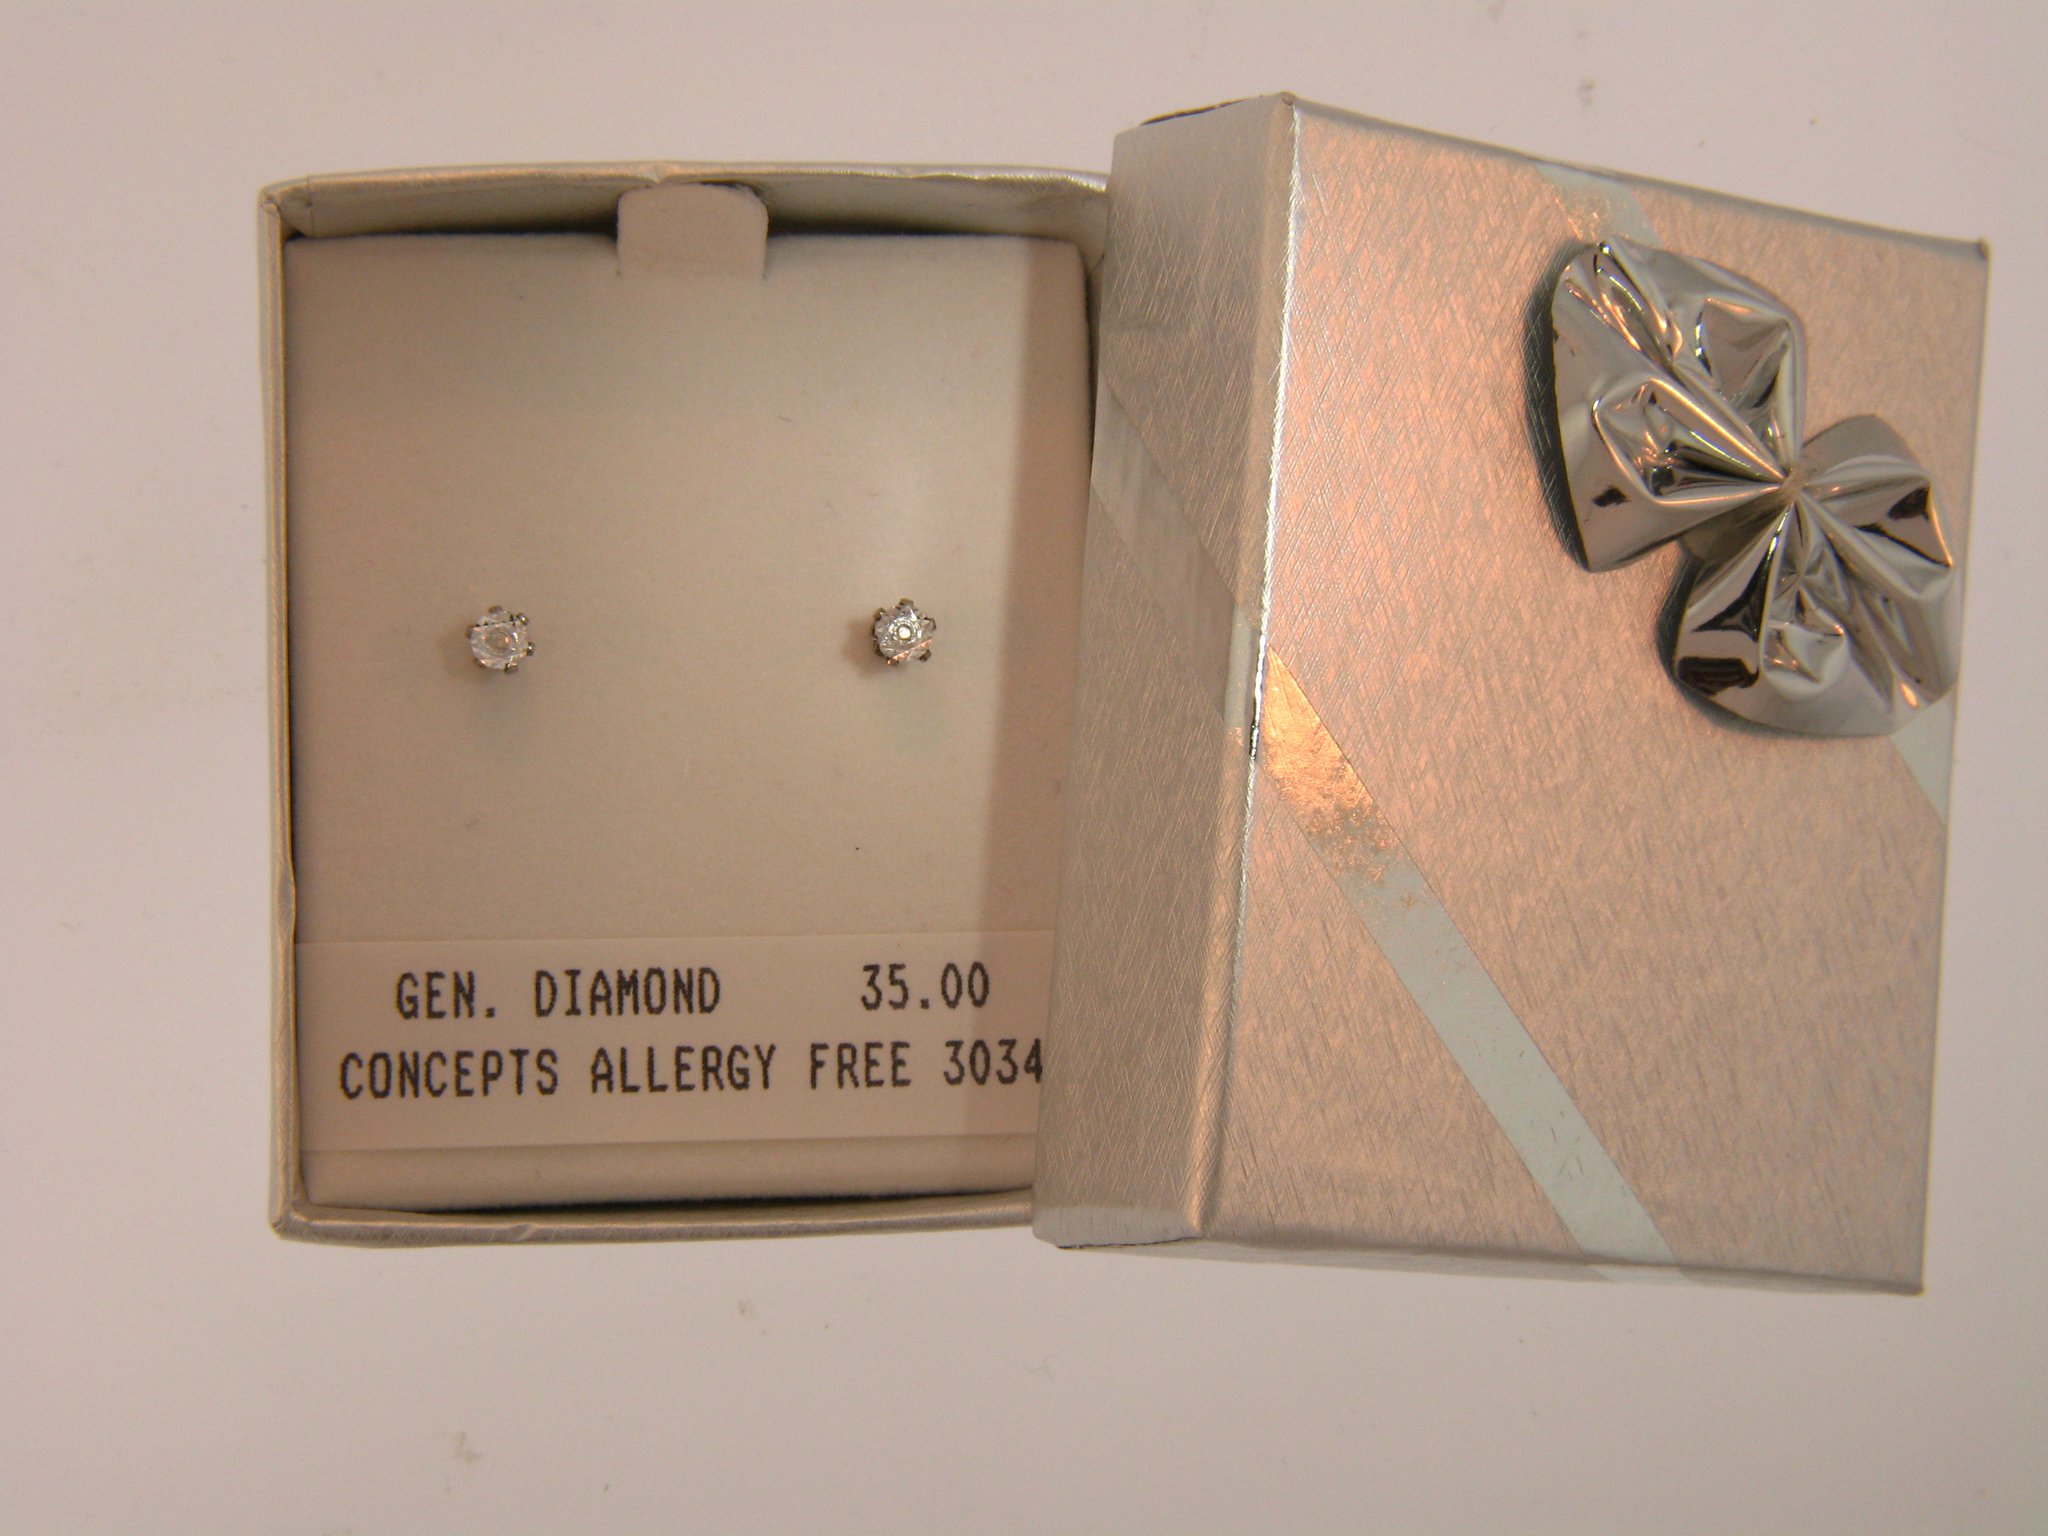 GEN. DIAMOND 35.00
CONCEPTS ALLERGY FREE 3034